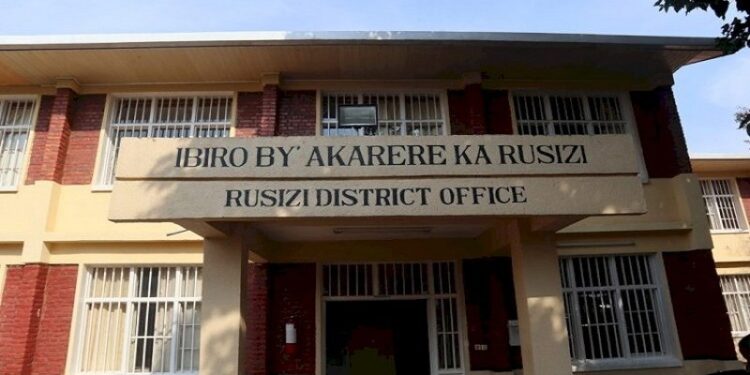 IBIRO BY' AKARERE KA RUSIZI
RUSIZI DISTRICT OFFICE